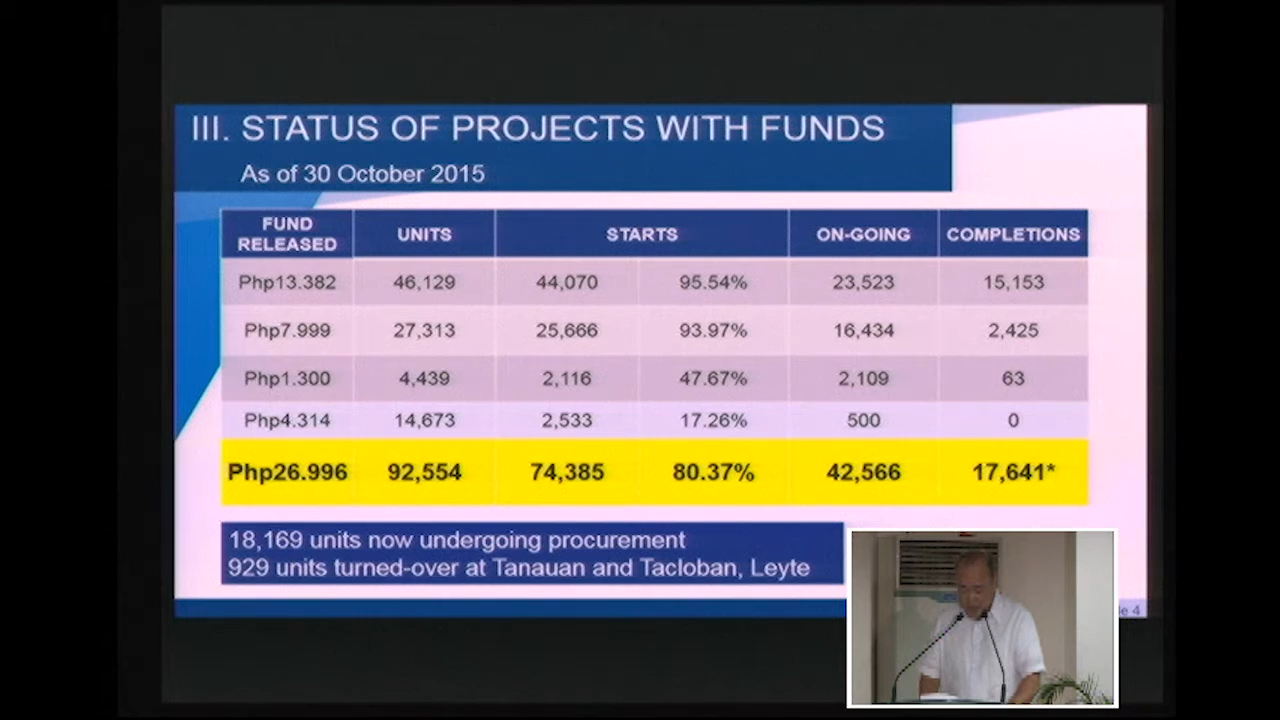 III. STATUS OF PROJECTS WITH FUNDS
As of 30 October 2015
FUND RELEASED UNITS STARTS ON-GOING COMPLETIONS
Php13.382 46,129 44,070 95.54% 23,523 15,153
Php7.999 27,313 25,666 93.97% 16,434 2,425
Php1.300 4,439 2,116 47.67% 2,109 63
Php4.314 14,673 2,533 17.26% 500 0
Php26.996 92,554 74,385 80.37% 42,566 17,641*
18,169 units now undergoing procurement
929 units turned-over at Tanauan and Tacloban, Leyte
4